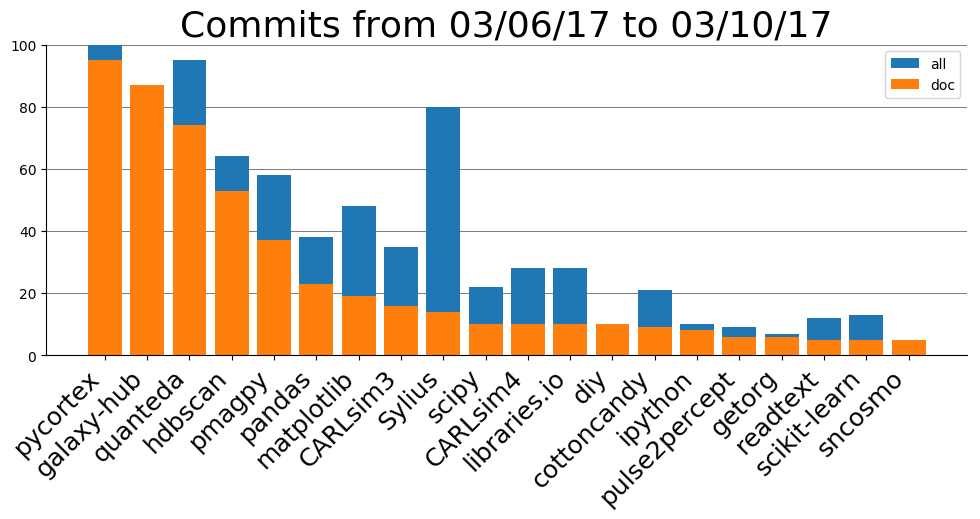 Commits from 03/06/17 to 03/10/17
100
80
60
40
20
0
all
doc
pycortex
galaxy-hub
quanteda
hdbscan
pmagpy
pandas
matplotlib
CARLsim3
Sylius
scipy
CARLsim4
libraries.io
diy
cottoncandy
ipython
pulse2percept
getorg
readtext
scikit-learn
sncosmo